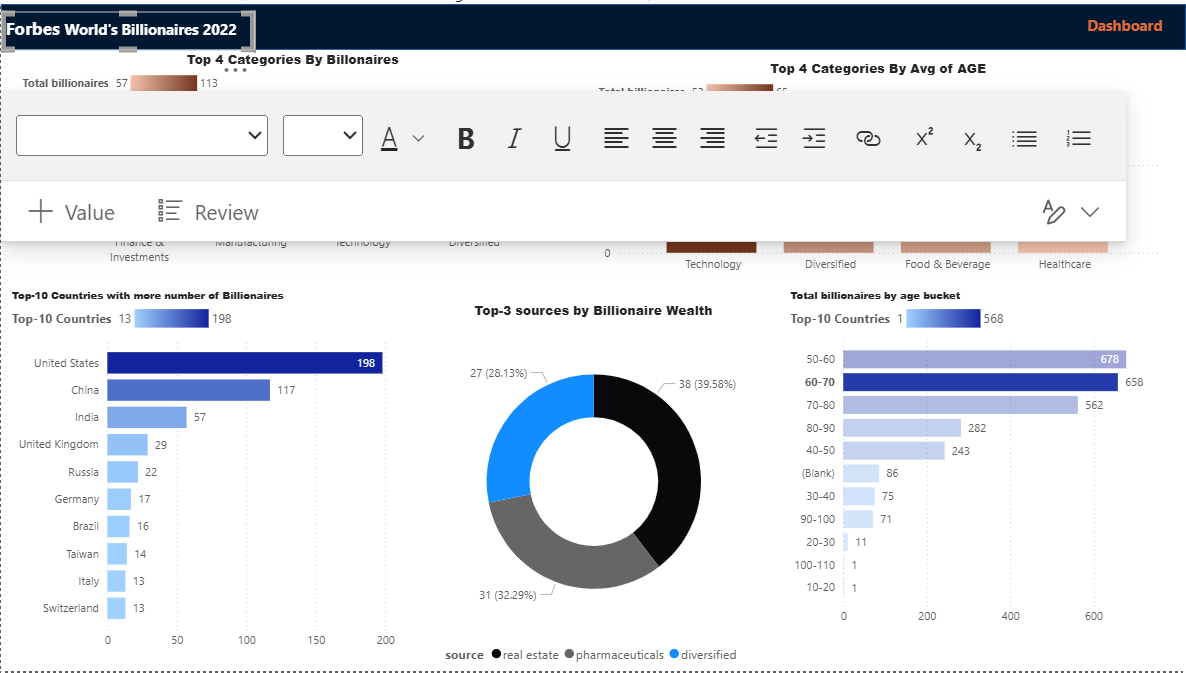 Forbes World's Billionaires 2022
Dashboard
Top 4 Categories By Billonaires
Total billionaires 57 113
Top 4 Categories By Avg of AGE
Total billionaires 65
A B I U X² X₂
Value Review
Finance & Investments
Manufacturing
Technology
Diversified
0
Technology
Diversified
Food & Beverage
Healthcare
Top-10 Countries with more number of Billionaires
Top-10 Countries 13 198
United States 198
China 117
India 57
United Kingdom 29
Russia 22
Germany 17
Brazil 16
Taiwan 14
Italy 13
Switzerland 13
0 50 100 150 200
Top-3 sources by Billionaire Wealth
27 (28.13%)
38 (39.58%)
31 (32.29%)
source real estate pharmaceuticals diversified
Total billionaires by age bucket
Top-10 Countries 1 568
50-60 678
60-70 658
70-80 562
80-90 282
40-50 243
(Blank) 86
30-40 75
90-100 71
20-30 11
100-110 1
10-20 1
0 200 400 600